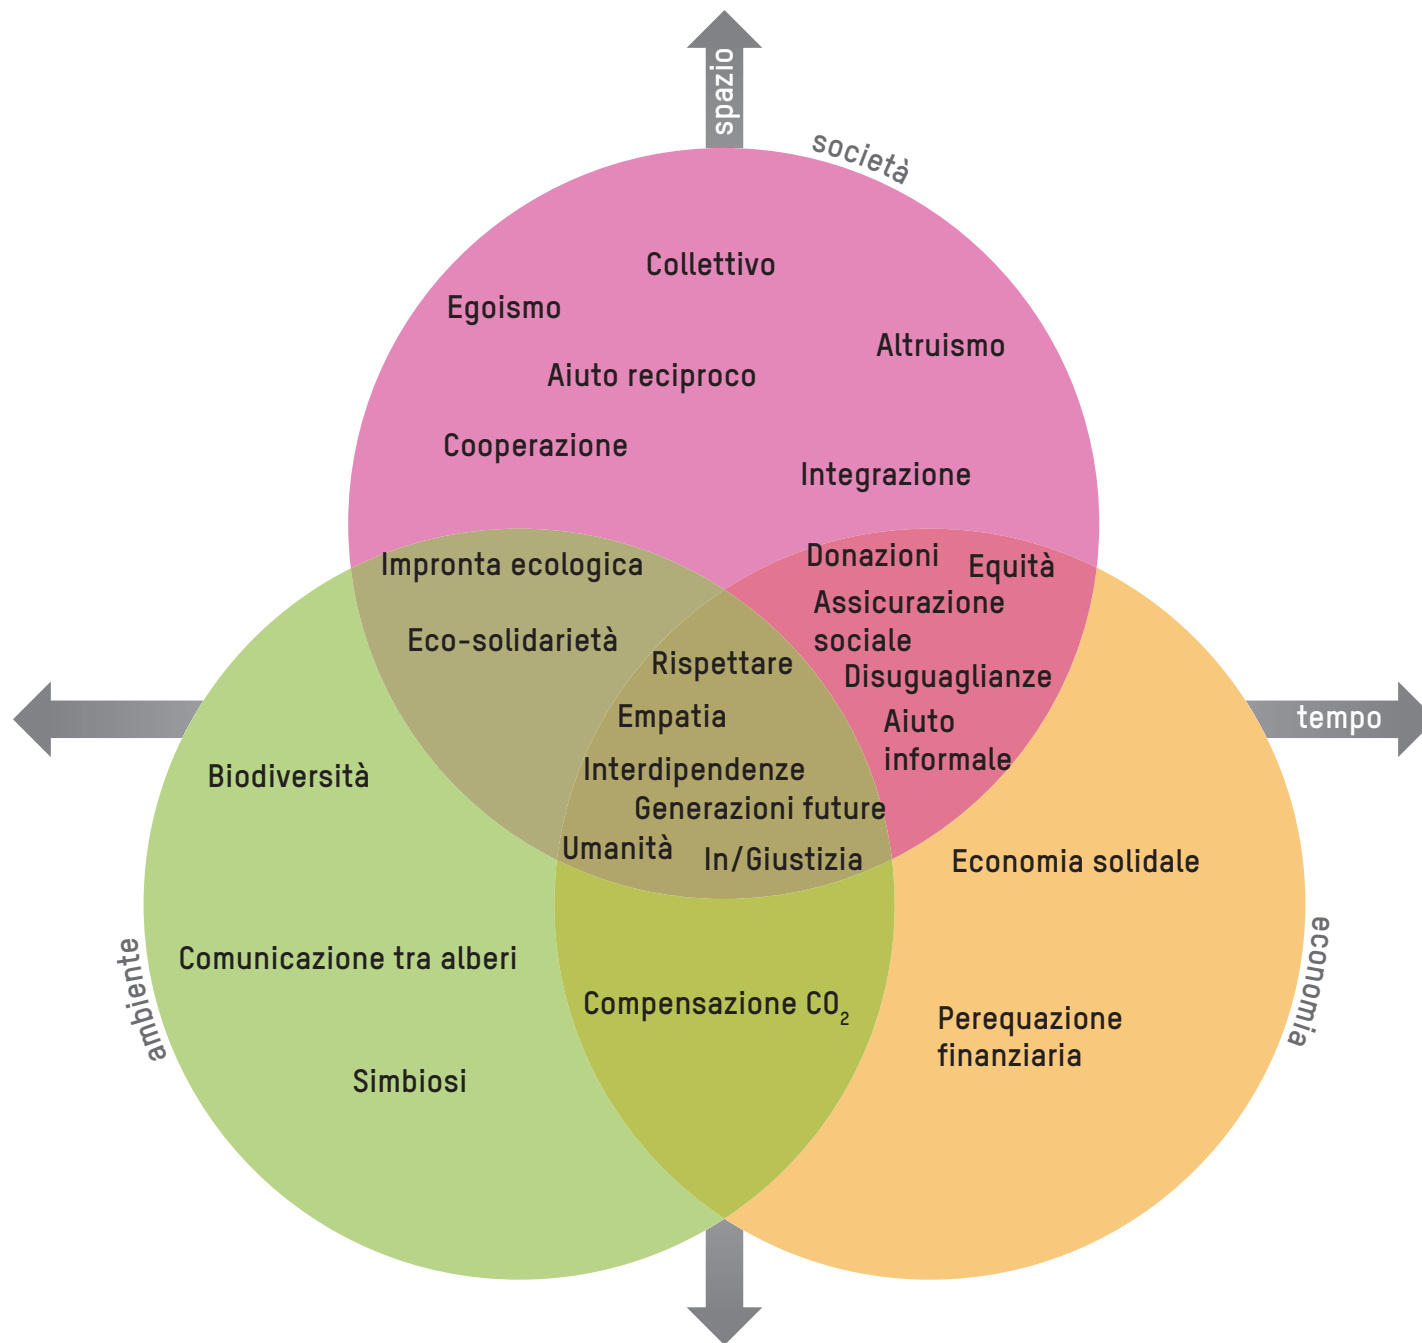 spazio
società
Collettivo
Egoismo
Altruismo
Aiuto reciproco
Cooperazione
Integrazione
Donazioni
Equità
Impronta ecologica
Assicurazione
sociale
Eco-solidarietà
Rispettare
Disuguaglianze
Empatia
Aiuto
informale
tempo
Biodiversità
Interdipendenze
Generazioni future
Umanità
In/Giustizia
Economia solidale
ambiente
economia
Comunicazione tra alberi
Compensazione CO₂
Perequazione
finanziaria
Simbiosi